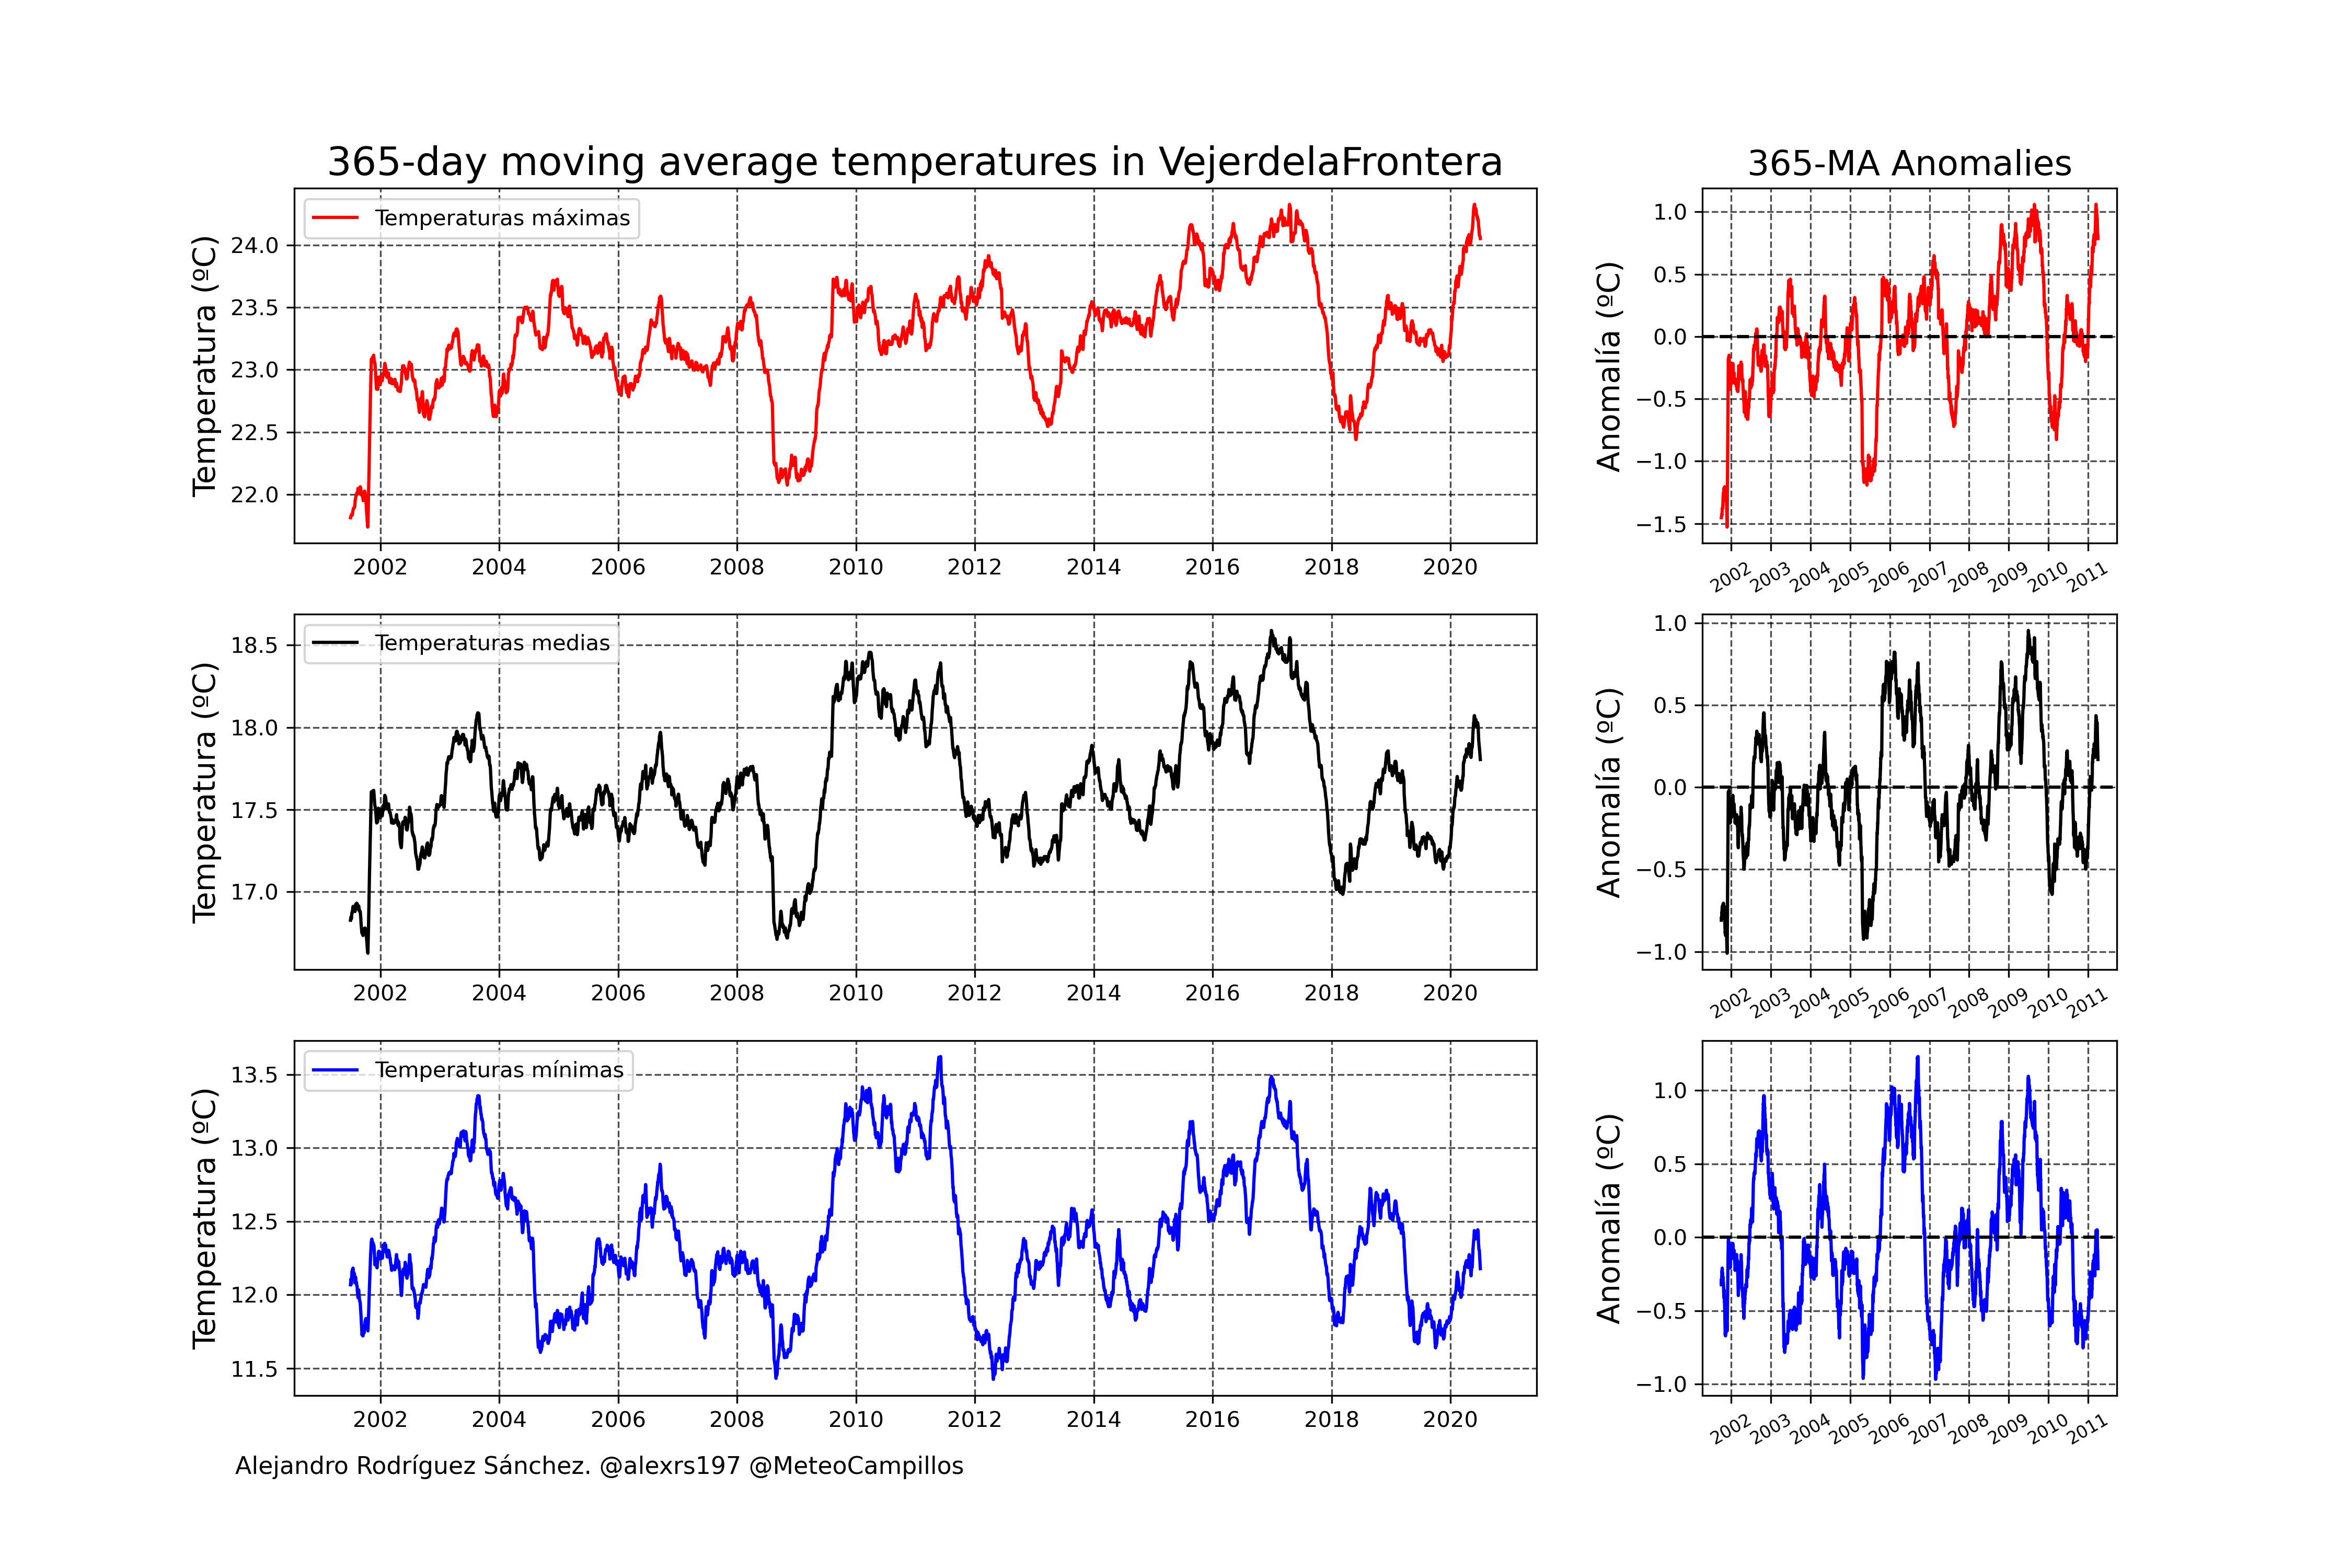 365-day moving average temperatures in VejerdelaFrontera
365-MA Anomalies
Temperatura (ºC)
24.0
23.5
23.0
22.5
22.0
Temperaturas máximas
2002 2004 2006 2008 2010 2012 2014 2016 2018 2020
Anomalía (ºC)
1.0
0.5
0.0
−0.5
−1.0
−1.5
2002 2003 2004 2005 2006 2007 2008 2009 2010 2011
Temperatura (ºC)
18.5
18.0
17.5
17.0
Temperaturas medias
2002 2004 2006 2008 2010 2012 2014 2016 2018 2020
Anomalía (ºC)
1.0
0.5
0.0
−0.5
−1.0
2002 2003 2004 2005 2006 2007 2008 2009 2010 2011
Temperatura (ºC)
13.5
13.0
12.5
12.0
11.5
Temperaturas mínimas
2002 2004 2006 2008 2010 2012 2014 2016 2018 2020
Anomalía (ºC)
1.0
0.5
0.0
−0.5
−1.0
2002 2003 2004 2005 2006 2007 2008 2009 2010 2011
Alejandro Rodríguez Sánchez. @alexrs197 @MeteoCampillos